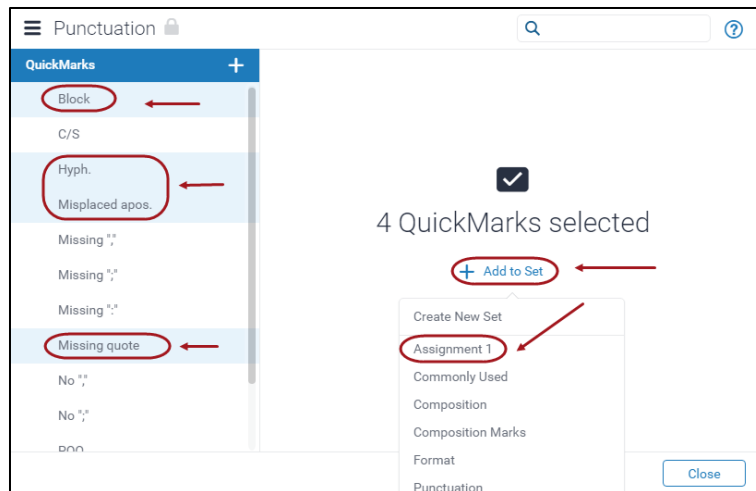 Punctuation
QuickMarks +
Block
C/S
Hyph.
Misplaced apos.
Missing ","
Missing ";"
Missing ":"
Missing quote
No ","
No ";"
4 QuickMarks selected
+ Add to Set
Create New Set
Assignment 1
Commonly Used
Composition
Composition Marks
Format
Punctuation
Close